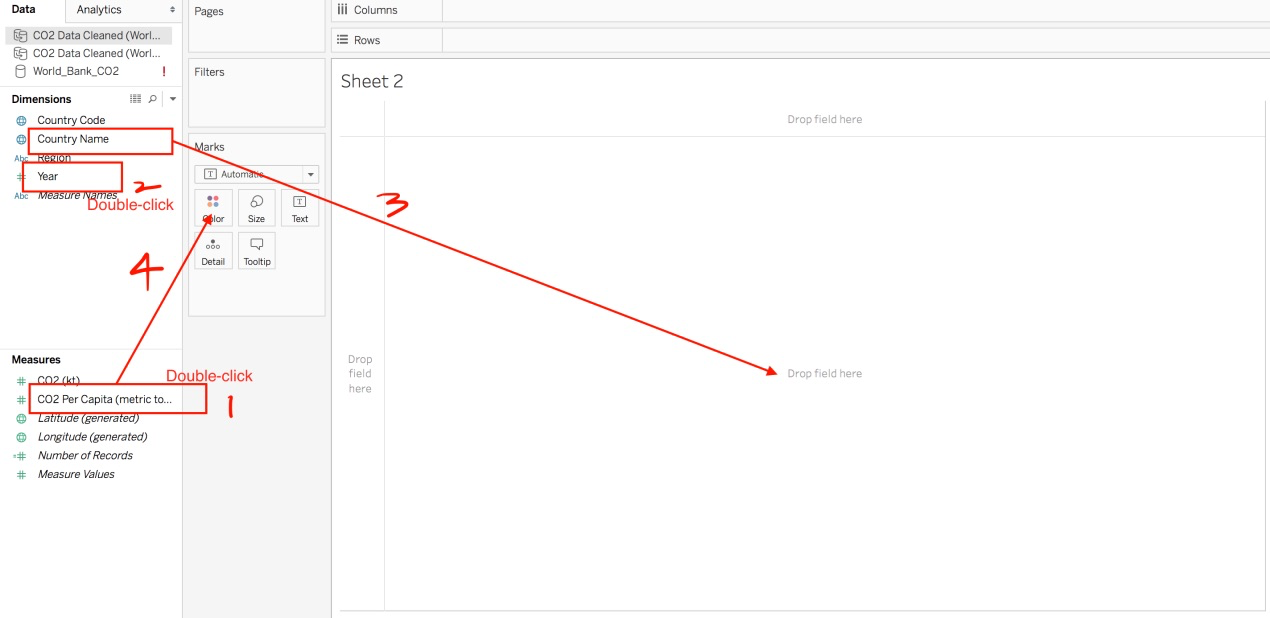 Data
Analytics
CO2 Data Cleaned (Worl...
CO2 Data Cleaned (Worl...
World_Bank_CO2 !
Dimensions
Country Code
Country Name
Abc Region
Year
Abc Measure Names
2
Double-click
4
Measures
CO2 (kt)
Double-click
CO2 Per Capita (metric to...
1
Latitude (generated)
Longitude (generated)
Number of Records
Measure Values
Pages
Filters
Marks
T Automatic
Color
Size
T Text
Detail
Tooltip
Columns
Rows
Sheet 2
Drop field here
3
Drop
field
here
Drop field here